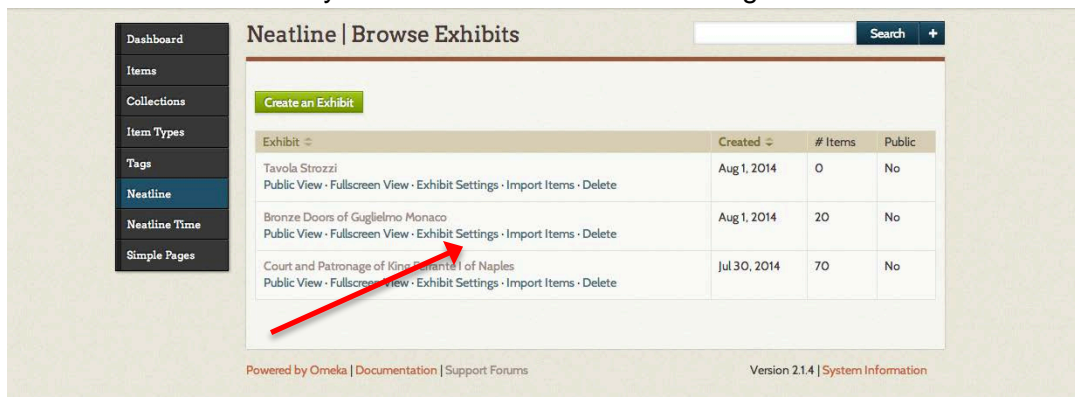 Dashboard
Items
Collections
Item Types
Tags
Neatline
Neatline Time
Simple Pages
Neatline | Browse Exhibits
Search +
Create an Exhibit
Exhibit Created # Items Public
Tavola Strozzi Aug 1, 2014 0 No
Public View · Fullscreen View · Exhibit Settings · Import Items · Delete
Bronze Doors of Guglielmo Monaco Aug 1, 2014 20 No
Public View · Fullscreen View · Exhibit Settings · Import Items · Delete
Court and Patronage of King Ferrante I of Naples Jul 30, 2014 70 No
Public View · Fullscreen View · Exhibit Settings · Import Items · Delete
Powered by Omeka | Documentation | Support Forums Version 2.1.4 | System Information